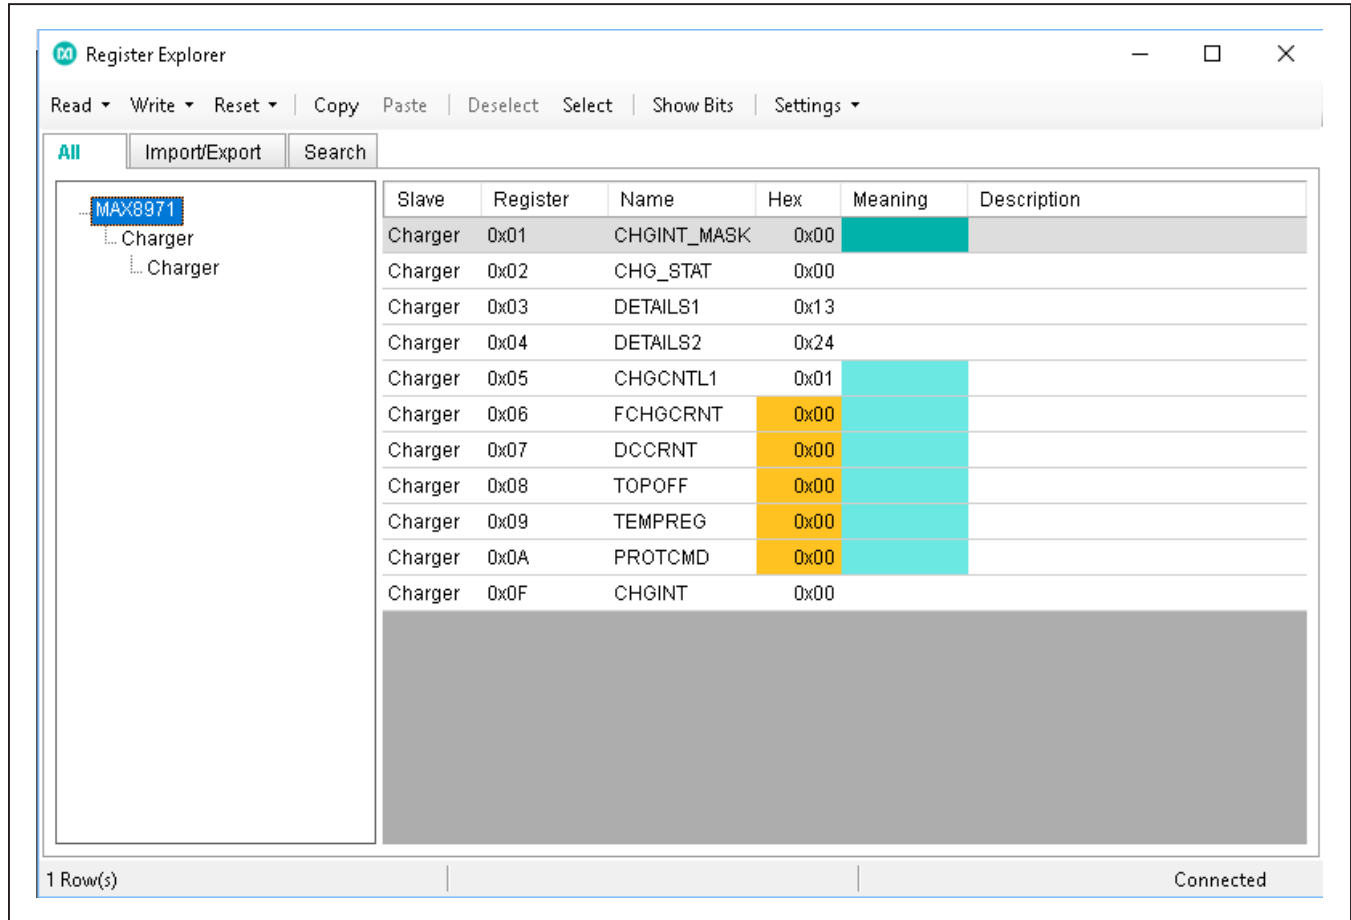 Register Explorer
Read Write Reset Copy Paste Deselect Select Show Bits Settings
All Import/Export Search
MAX8971
Charger
Charger
Slave Register Name Hex Meaning Description
Charger 0x01 CHGINT_MASK 0x00
Charger 0x02 CHG_STAT 0x00
Charger 0x03 DETAILS1 0x13
Charger 0x04 DETAILS2 0x24
Charger 0x05 CHGCNTL1 0x01
Charger 0x06 FCHGCRNT 0x00
Charger 0x07 DCCRNT 0x00
Charger 0x08 TOPOFF 0x00
Charger 0x09 TEMPREG 0x00
Charger 0x0A PROTCMD 0x00
Charger 0x0F CHGINT 0x00
1 Row(s) Connected